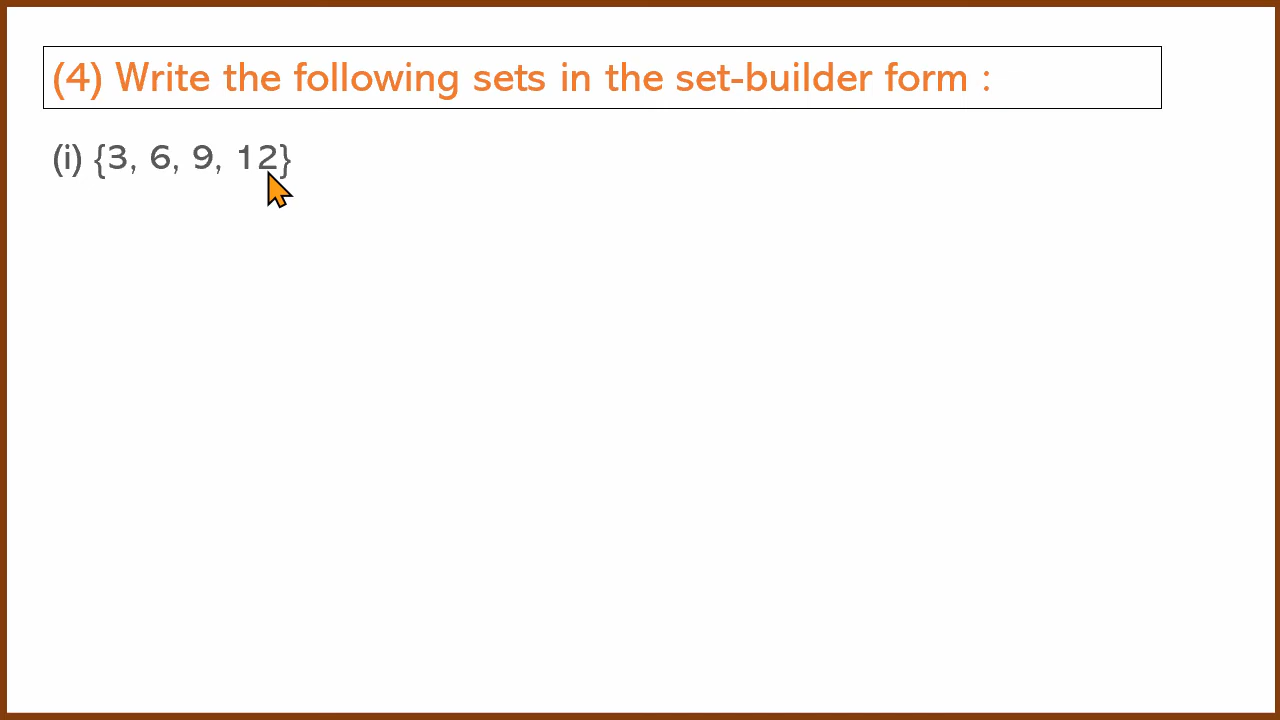 (4) Write the following sets in the set-builder form :
(i) {3, 6, 9, 12}